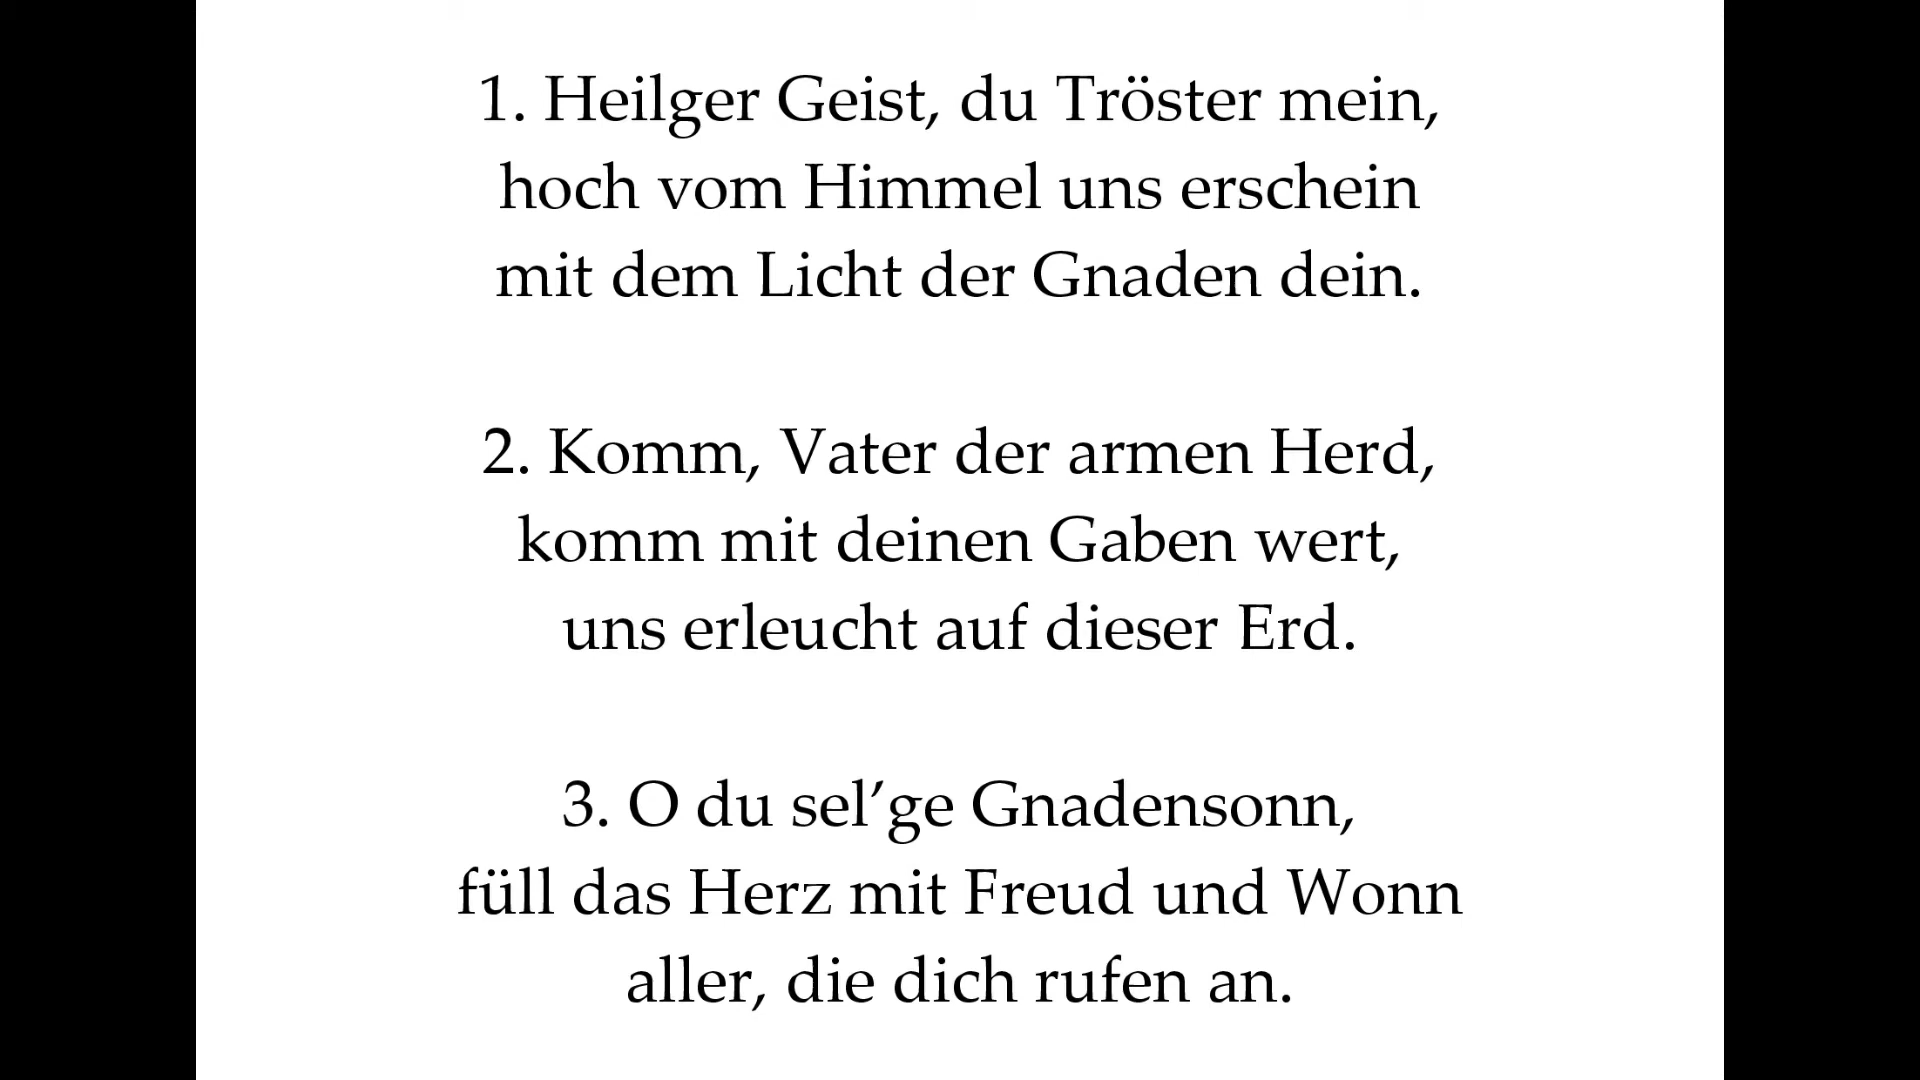 1. Heilger Geist, du Tröster mein,
hoch vom Himmel uns erschein
mit dem Licht der Gnaden dein.
2. Komm, Vater der armen Herd,
komm mit deinen Gaben wert,
uns erleucht auf dieser Erd.
3. O du sel’ge Gnadensonn,
füll das Herz mit Freud und Wonn
aller, die dich rufen an.